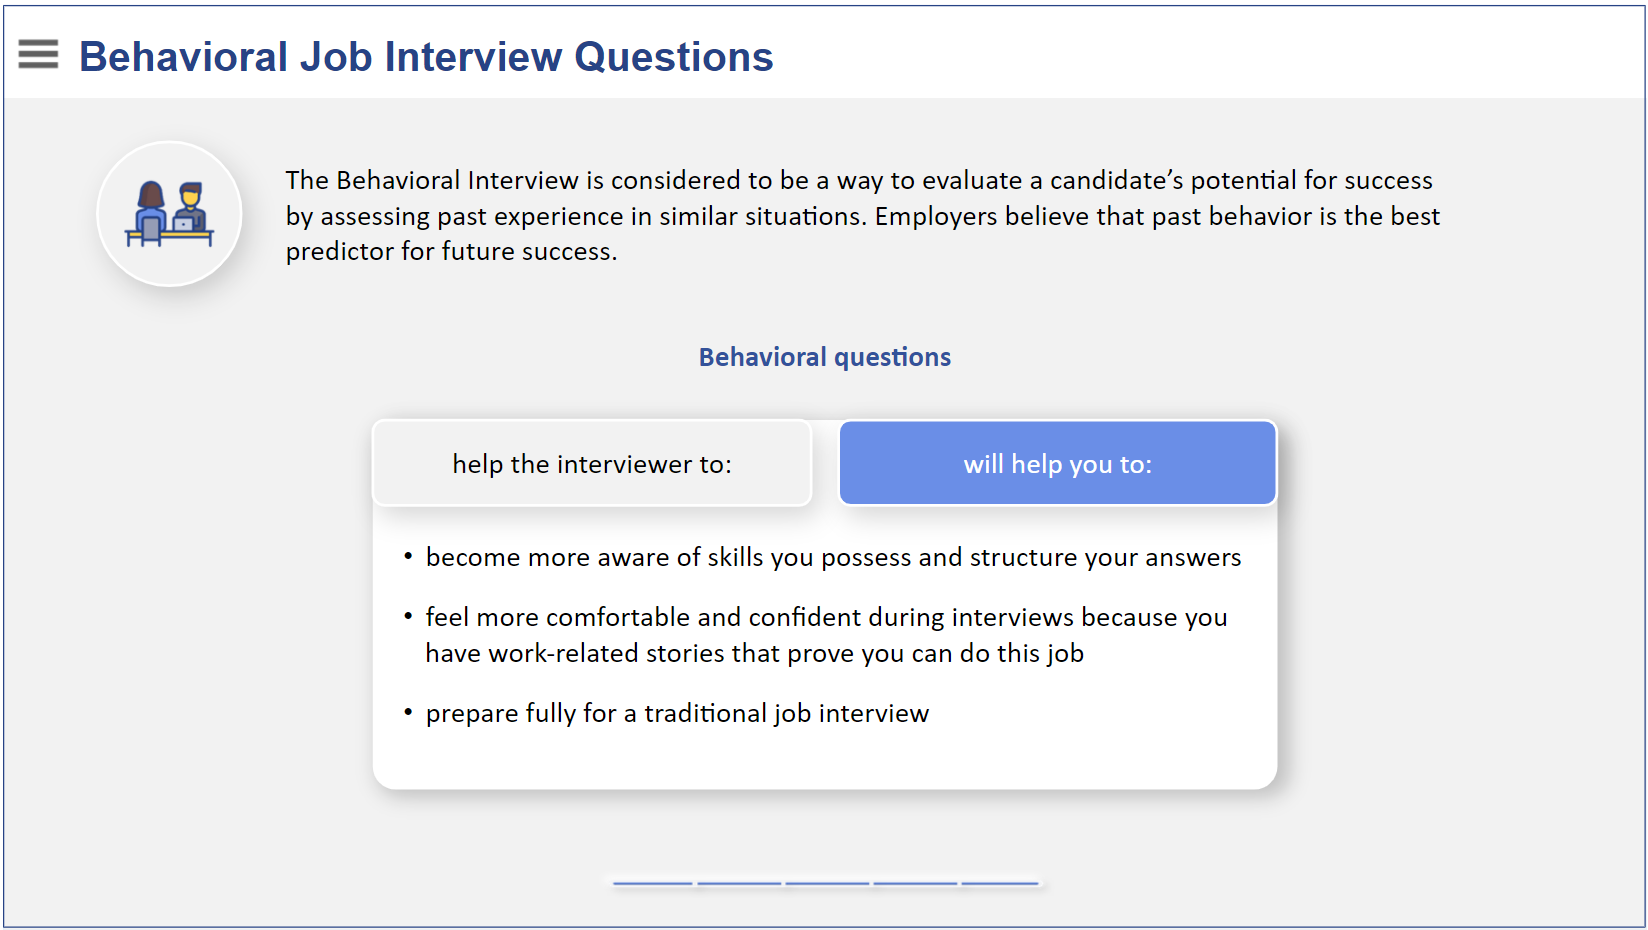 Behavioral Job Interview Questions
The Behavioral Interview is considered to be a way to evaluate a candidate’s potential for success
by assessing past experience in similar situations. Employers believe that past behavior is the best
predictor for future success.
Behavioral questions
help the interviewer to:
will help you to:
• become more aware of skills you possess and structure your answers
• feel more comfortable and confident during interviews because you
have work-related stories that prove you can do this job
• prepare fully for a traditional job interview